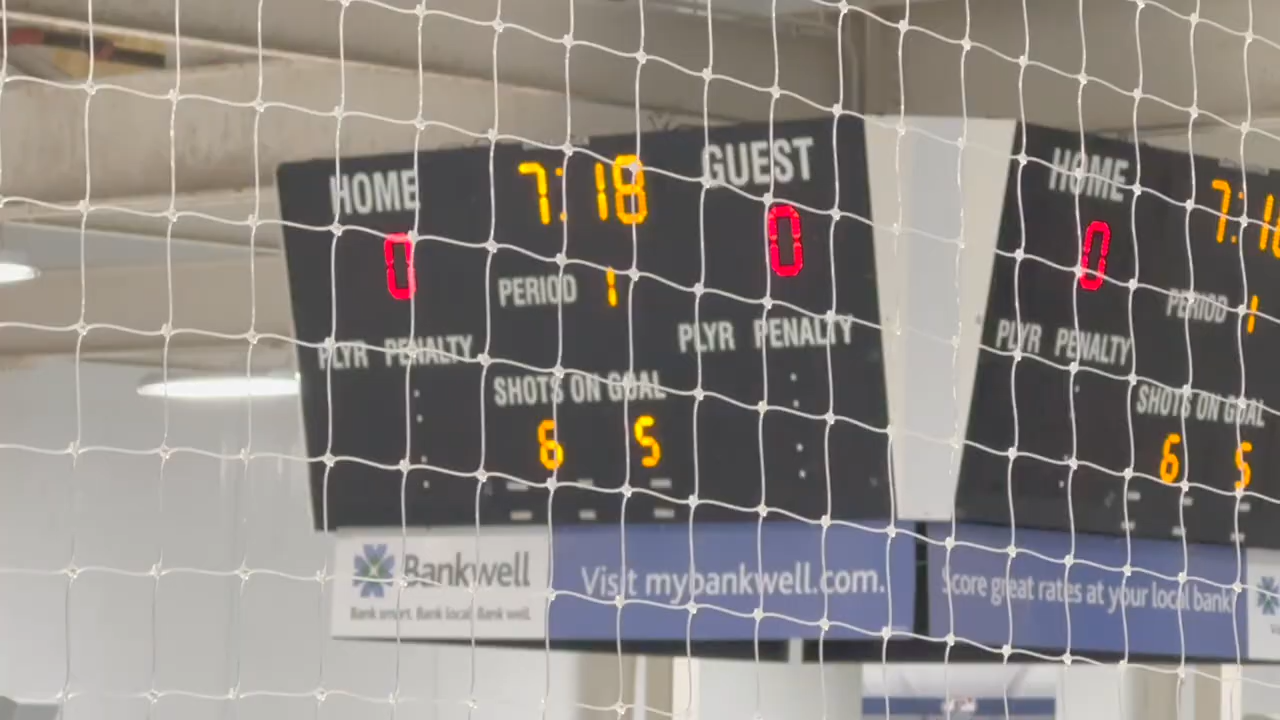 HOME 7:18 GUEST
0 0
PERIOD 1
PLYR PENALTY PLYR PENALTY
SHOTS ON GOAL
6 5
Bankwell
Bank smart. Bank local. Bank well.
Visit mybankwell.com.
HOME 7:18
0
PERIOD 1
PLYR PENALTY
SHOTS ON GOAL
6 5
Score great rates at your local bank